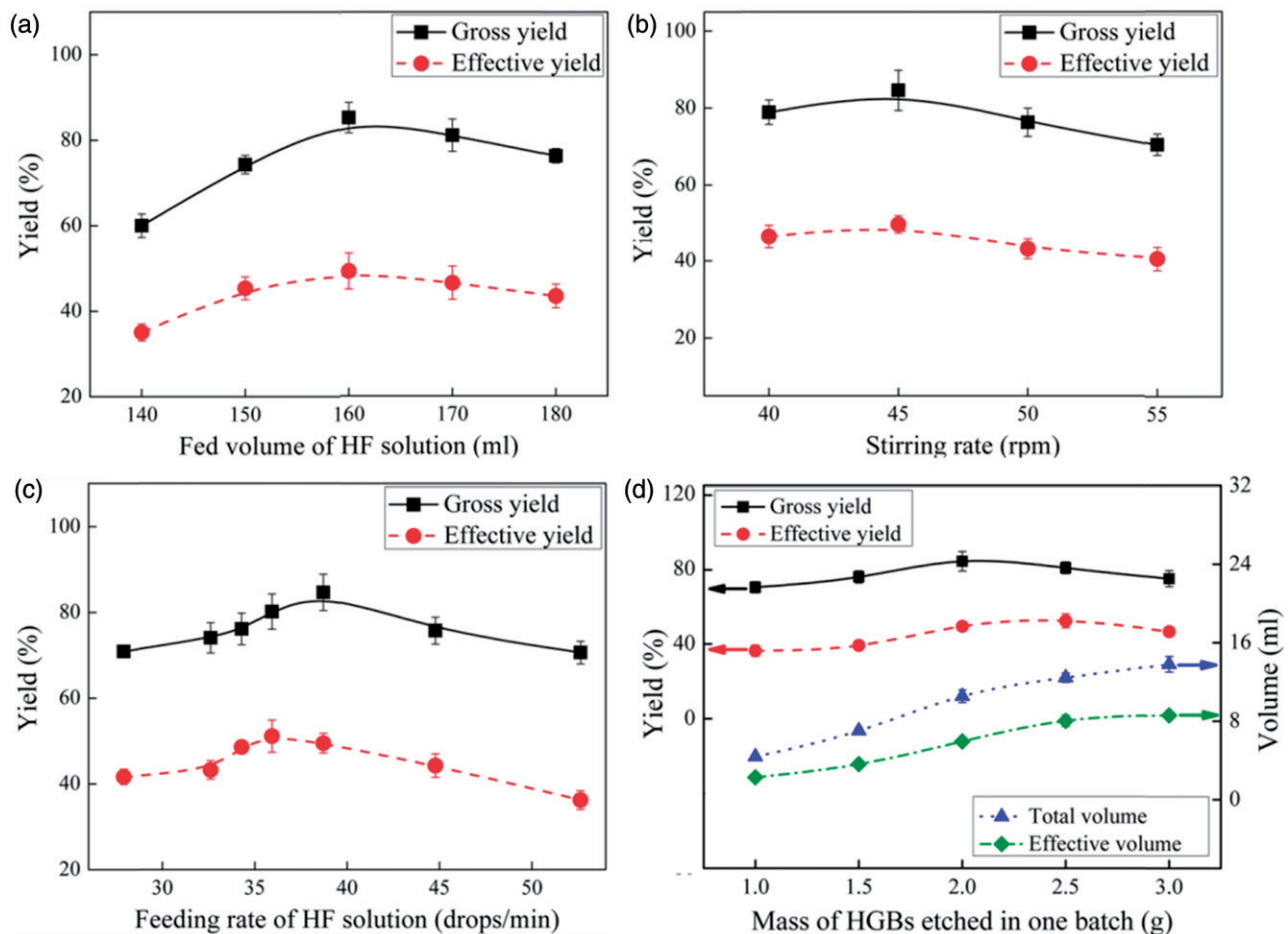 (a)
Gross yield
Effective yield
Yield (%)
100
80
60
40
20
140 150 160 170 180
Fed volume of HF solution (ml)
(b)
Gross yield
Effective yield
Yield (%)
100
80
60
40
20
40 45 50 55
Stirring rate (rpm)
(c)
Gross yield
Effective yield
Yield (%)
100
80
60
40
20
30 35 40 45 50
Feeding rate of HF solution (drops/min)
(d)
Gross yield
Effective yield
Yield (%)
120
80
40
0
Volume (ml)
32
24
16
8
0
Total volume
Effective volume
1.0 1.5 2.0 2.5 3.0
Mass of HGBs etched in one batch (g)